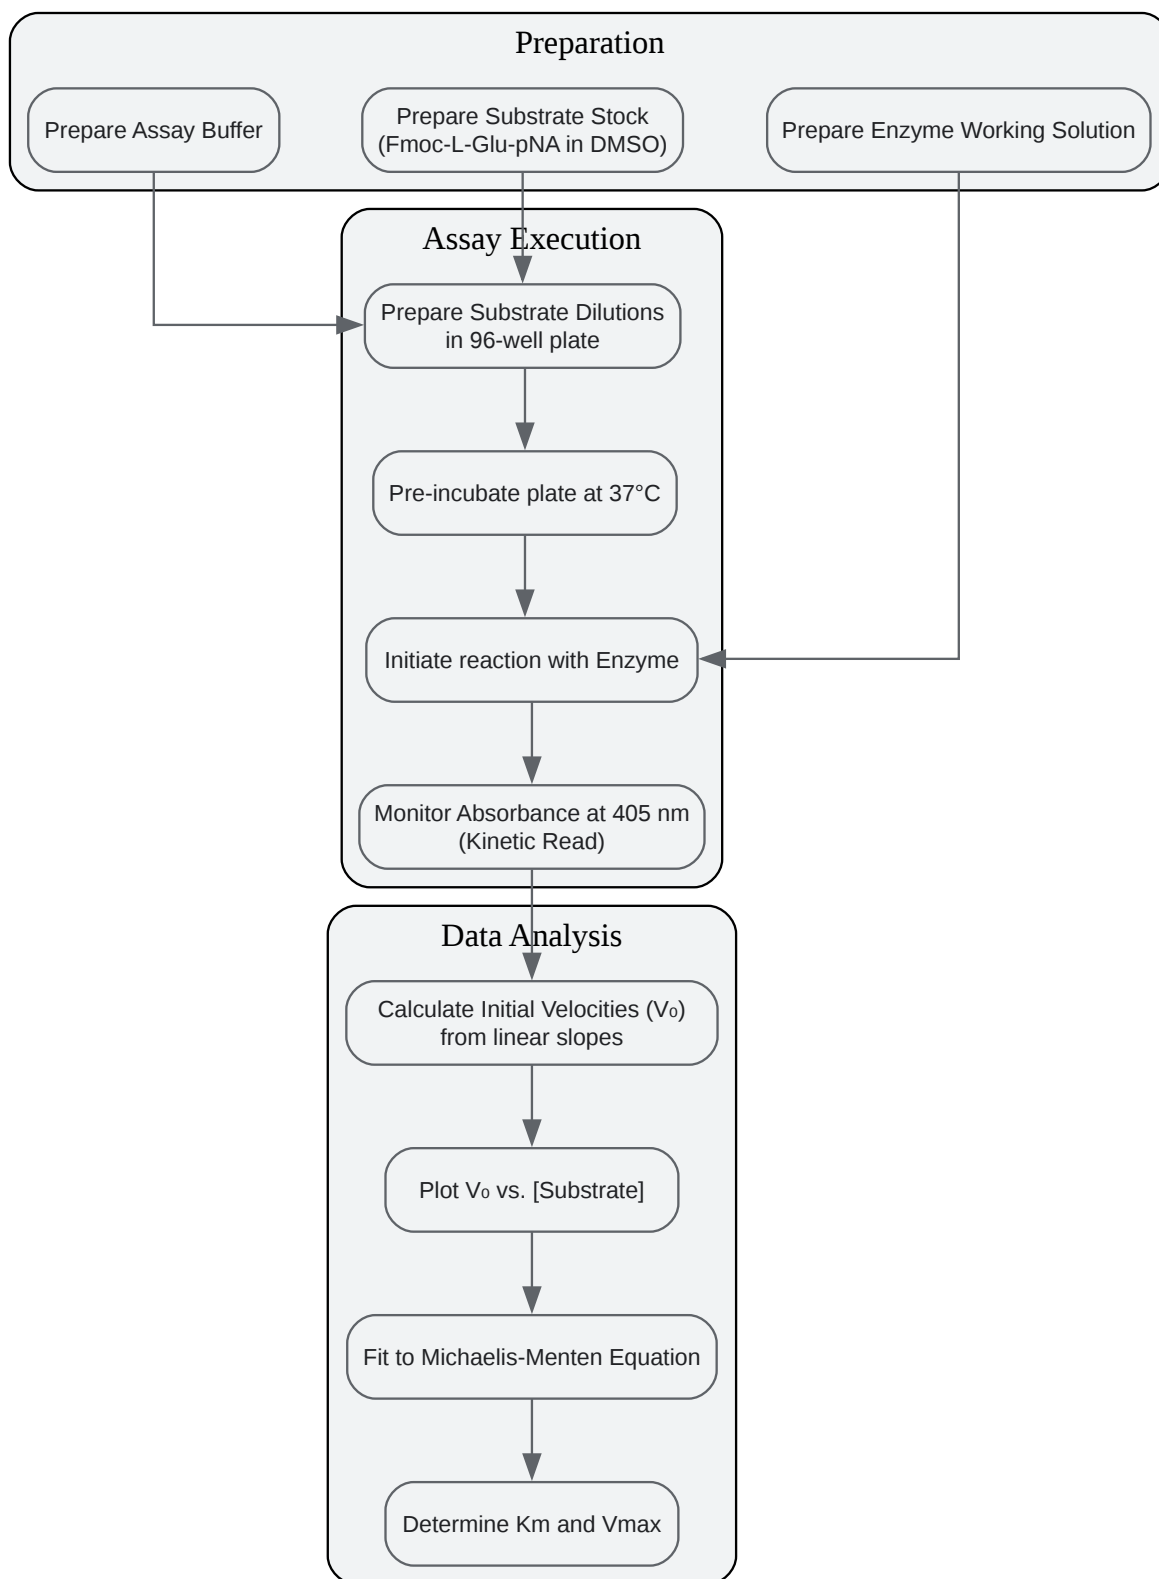 Preparation
Prepare Assay Buffer
Prepare Substrate Stock
(Fmoc-L-Glu-pNA in DMSO)
Prepare Enzyme Working Solution
Assay Execution
Prepare Substrate Dilutions
in 96-well plate
Pre-incubate plate at 37°C
Initiate reaction with Enzyme
Monitor Absorbance at 405 nm
(Kinetic Read)
Data Analysis
Calculate Initial Velocities (V₀)
from linear slopes
Plot V₀ vs. [Substrate]
Fit to Michaelis-Menten Equation
Determine Km and Vmax